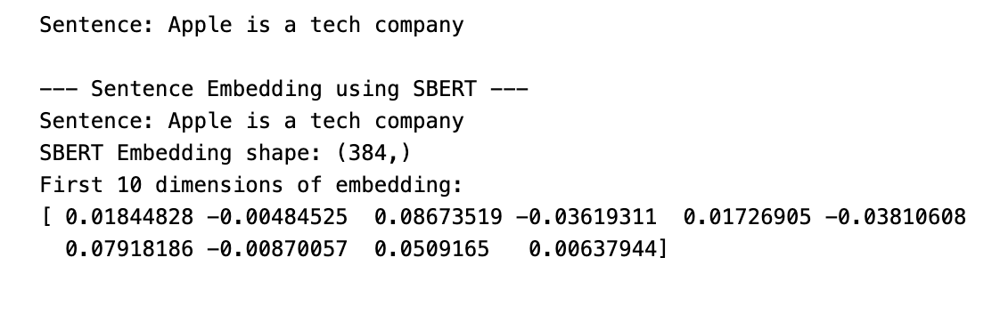 Sentence: Apple is a tech company
--- Sentence Embedding using SBERT ---
Sentence: Apple is a tech company
SBERT Embedding shape: (384,)
First 10 dimensions of embedding:
[ 0.01844828 -0.00484525  0.08673519 -0.03619311  0.01726905 -0.03810608
  0.07918186 -0.00870057  0.0509165   0.00637944]